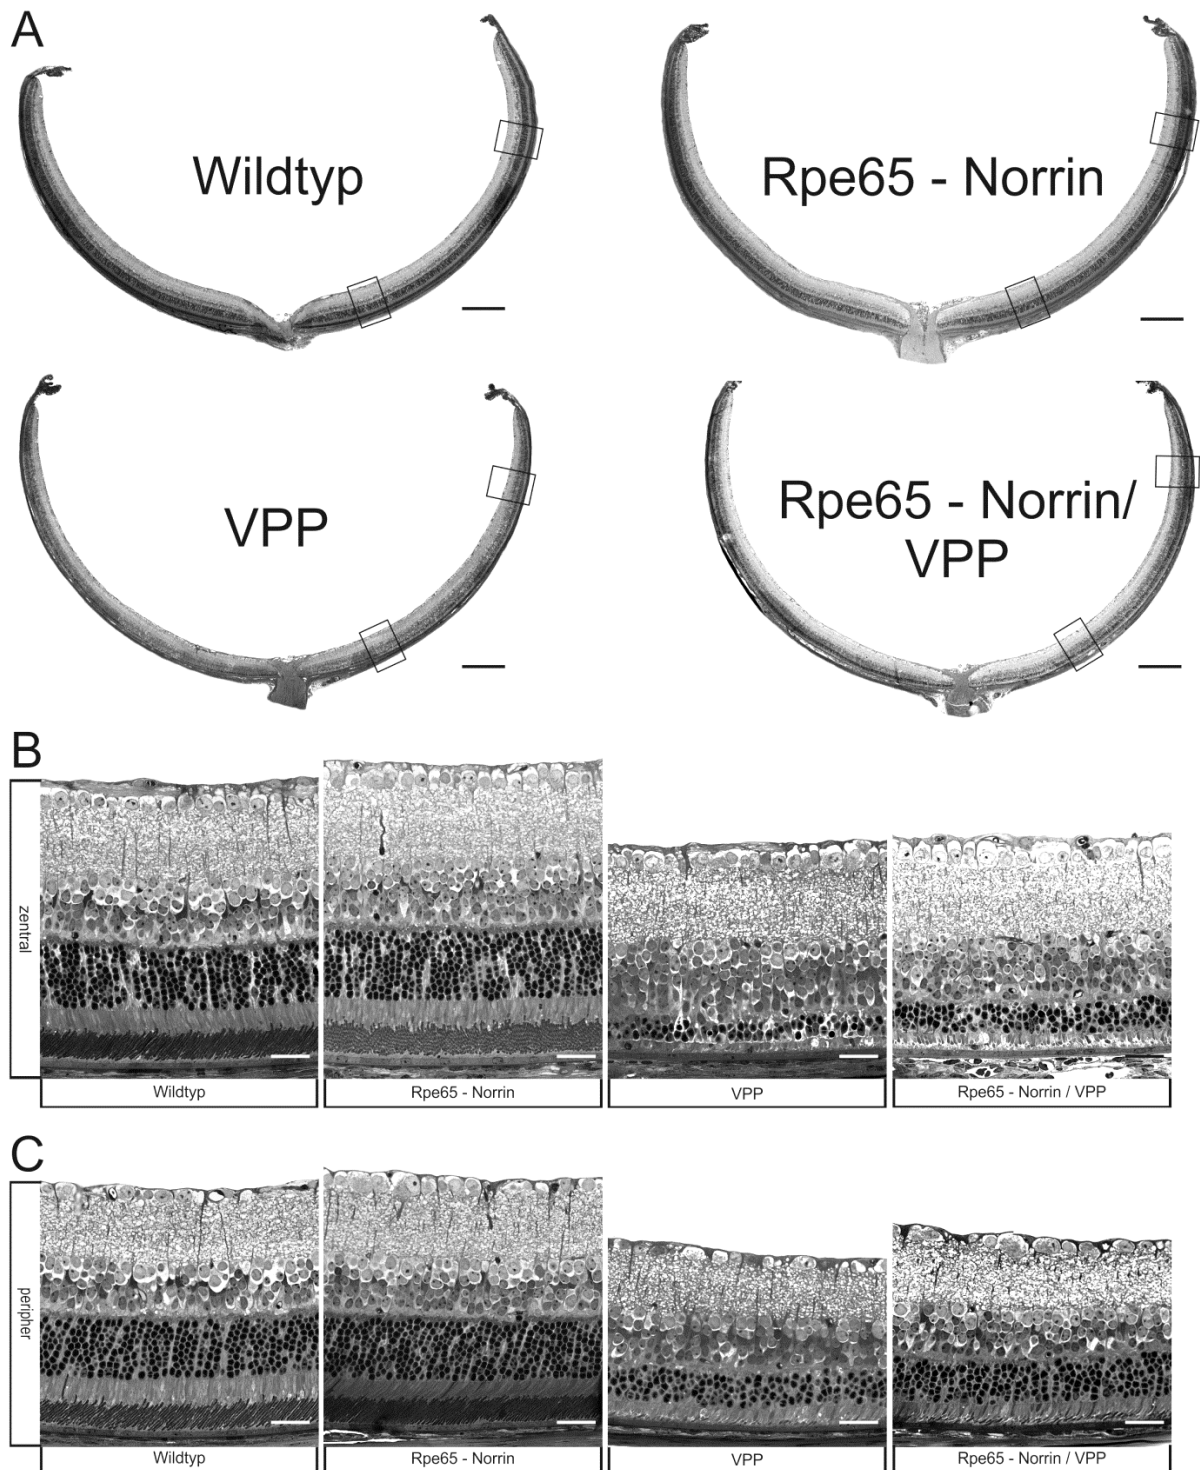 A
Wildtyp
Rpe65 - Norrin
VPP
Rpe65 - Norrin/
VPP
B
zentral
Wildtyp
Rpe65 - Norrin
VPP
Rpe65 - Norrin / VPP
C
peripher
Wildtyp
Rpe65 - Norrin
VPP
Rpe65 - Norrin / VPP